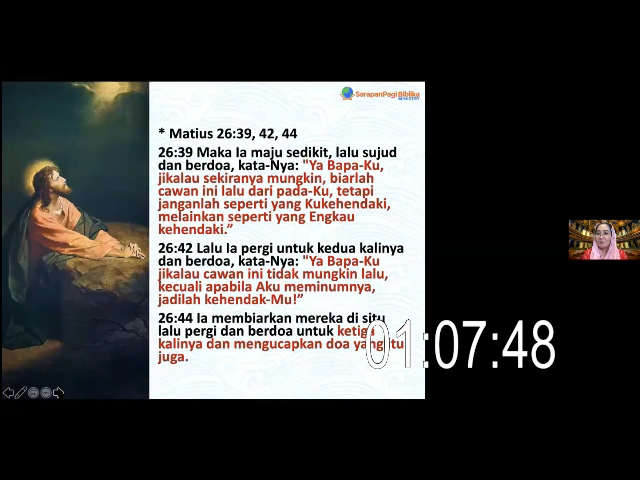 SarapanPagi Biblika
MINISTRY
* Matius 26:39, 42, 44
26:39 Maka Ia maju sedikit, lalu sujud
dan berdoa, kata-Nya: "Ya Bapa-Ku,
jikalau sekiranya mungkin, biarlah
cawan ini lalu dari pada-Ku, tetapi
janganlah seperti yang Kukehendaki,
melainkan seperti yang Engkau
kehendaki."
26:42 Lalu Ia pergi untuk kedua kalinya
dan berdoa, kata-Nya: "Ya Bapa-Ku
jikalau cawan ini tidak mungkin lalu,
kecuali apabila Aku meminumnya,
jadilah kehendak-Mu!"
26:44 Ia membiarkan mereka di situ
lalu pergi dan berdoa untuk ketiga
kalinya dan mengucapkan doa yang itu
juga.
01:07:48